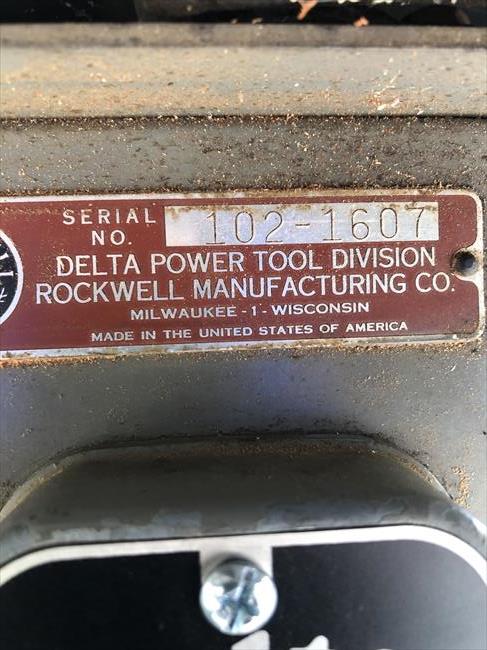 SERIAL NO. 102-1607
DELTA POWER TOOL DIVISION
ROCKWELL MANUFACTURING CO.
MILWAUKEE - 1 - WISCONSIN
MADE IN THE UNITED STATES OF AMERICA